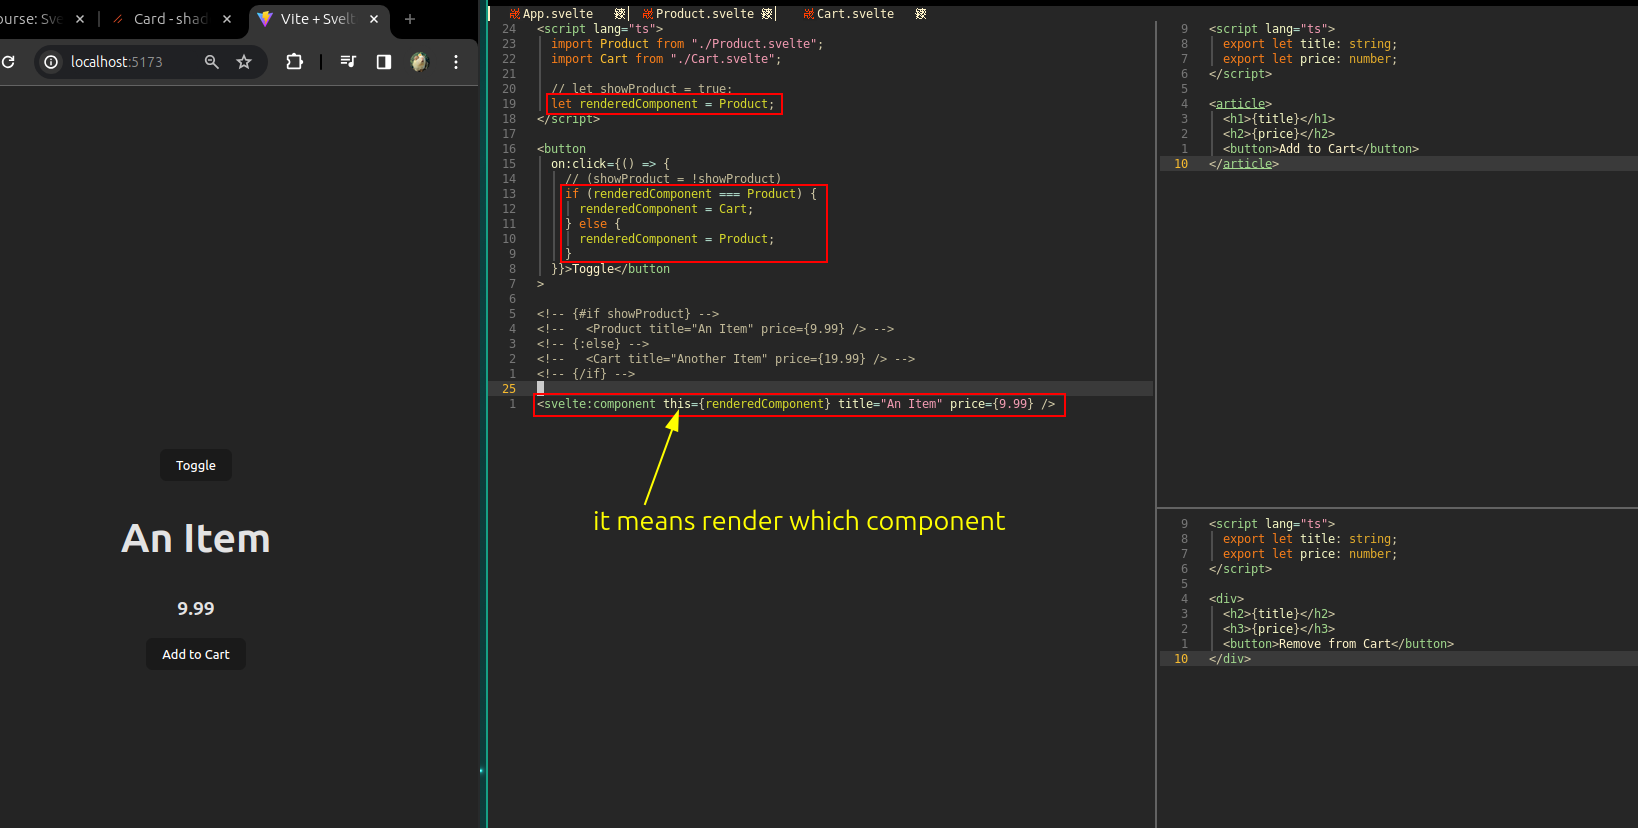 ourse: Sve
Card - shad
Vite + Svelt
localhost:5173
Toggle
An Item
9.99
Add to Cart
App.svelte
Product.svelte
Cart.svelte
24 <script lang="ts">
23 import Product from "./Product.svelte";
22 import Cart from "./Cart.svelte";
21
20 // let showProduct = true;
19 let renderedComponent = Product;
18 </script>
17
16 <button
15 on:click={() => {
14 // (showProduct = !showProduct)
13 if (renderedComponent === Product) {
12 renderedComponent = Cart;
11 } else {
10 renderedComponent = Product;
9 }
8 }}>Toggle</button
7 >
6
5 <!-- {#if showProduct} -->
4 <!--   <Product title="An Item" price={9.99} /> -->
3 <!-- {:else} -->
2 <!--   <Cart title="Another Item" price={19.99} /> -->
1 <!-- {/if} -->
25
1 <svelte:component this={renderedComponent} title="An Item" price={9.99} />
it means render which component
9 <script lang="ts">
8 export let title: string;
7 export let price: number;
6 </script>
5
4 <article>
3 <h1>{title}</h1>
2 <h2>{price}</h2>
1 <button>Add to Cart</button>
10 </article>
9 <script lang="ts">
8 export let title: string;
7 export let price: number;
6 </script>
5
4 <div>
3 <h2>{title}</h2>
2 <h3>{price}</h3>
1 <button>Remove from Cart</button>
10 </div>